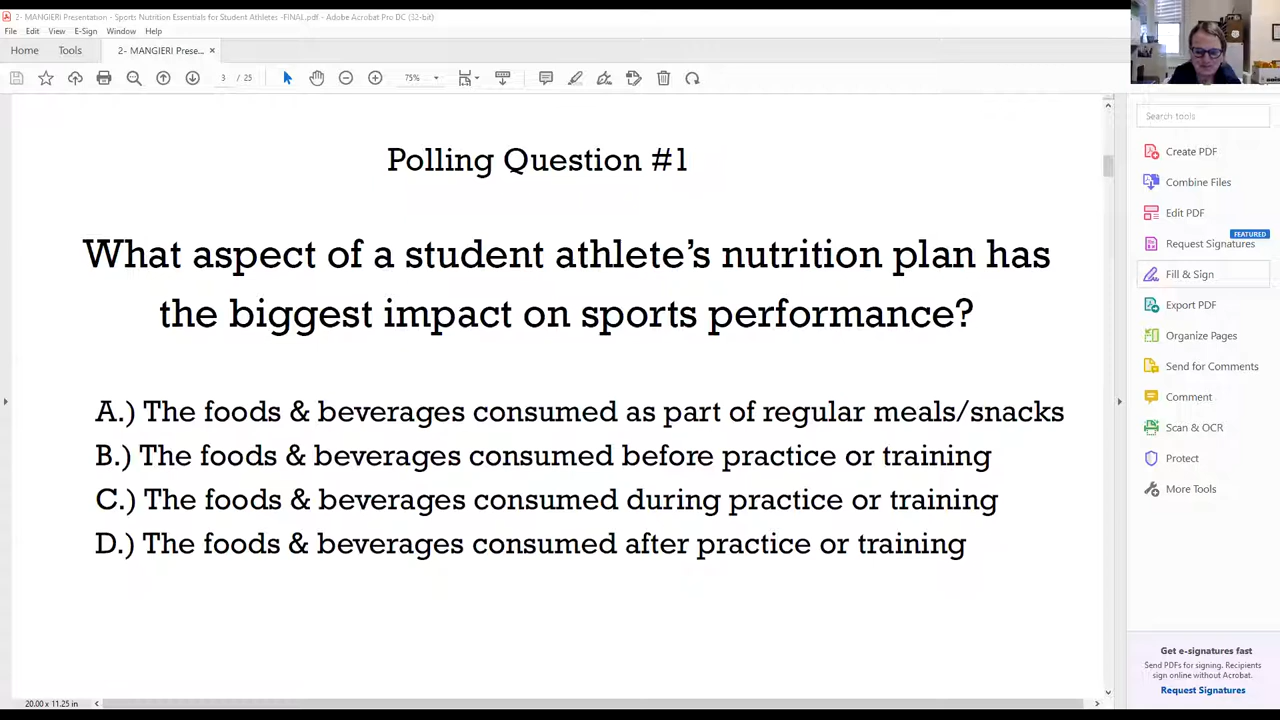 2- MANGIERI Presentation - Sports Nutrition Essentials for Student Athletes -FINAL.pdf - Adobe Acrobat Pro DC (32-bit)
File Edit View E-Sign Window Help
Home Tools 2- MANGIERI Prese... ×
3 / 25 75%
Polling Question #1
What aspect of a student athlete's nutrition plan has
the biggest impact on sports performance?
A.) The foods & beverages consumed as part of regular meals/snacks
B.) The foods & beverages consumed before practice or training
C.) The foods & beverages consumed during practice or training
D.) The foods & beverages consumed after practice or training
20.00 x 11.25 in
Search tools
Create PDF
Combine Files
Edit PDF
FEATURED
Request Signatures
Fill & Sign
Export PDF
Organize Pages
Send for Comments
Comment
Scan & OCR
Protect
More Tools
Get e-signatures fast
Send PDFs for signing. Recipients
sign online without Acrobat.
Request Signatures